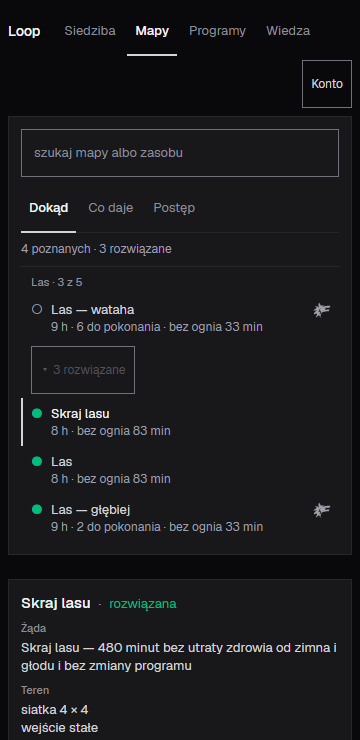 Loop Siedziba Mapy Programy Wiedza
Konto
szukaj mapy albo zasobu
Dokąd Co daje Postęp
4 poznanych · 3 rozwiązane
Las · 3 z 5
Las — wataha
9 h · 6 do pokonania · bez ognia 33 min
3 rozwiązane
Skraj lasu
8 h · bez ognia 83 min
Las
8 h · bez ognia 83 min
Las — głębiej
9 h · 2 do pokonania · bez ognia 33 min
Skraj lasu · rozwiązana
Żąda
Skraj lasu — 480 minut bez utraty zdrowia od zimna i
głodu i bez zmiany programu
Teren
siatka 4 × 4
wejście stałe